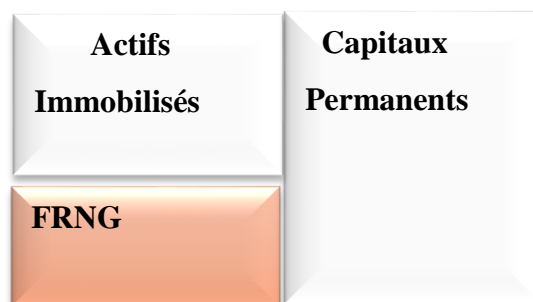 Actifs
Immobilisés
Capitaux
Permanents
FRNG